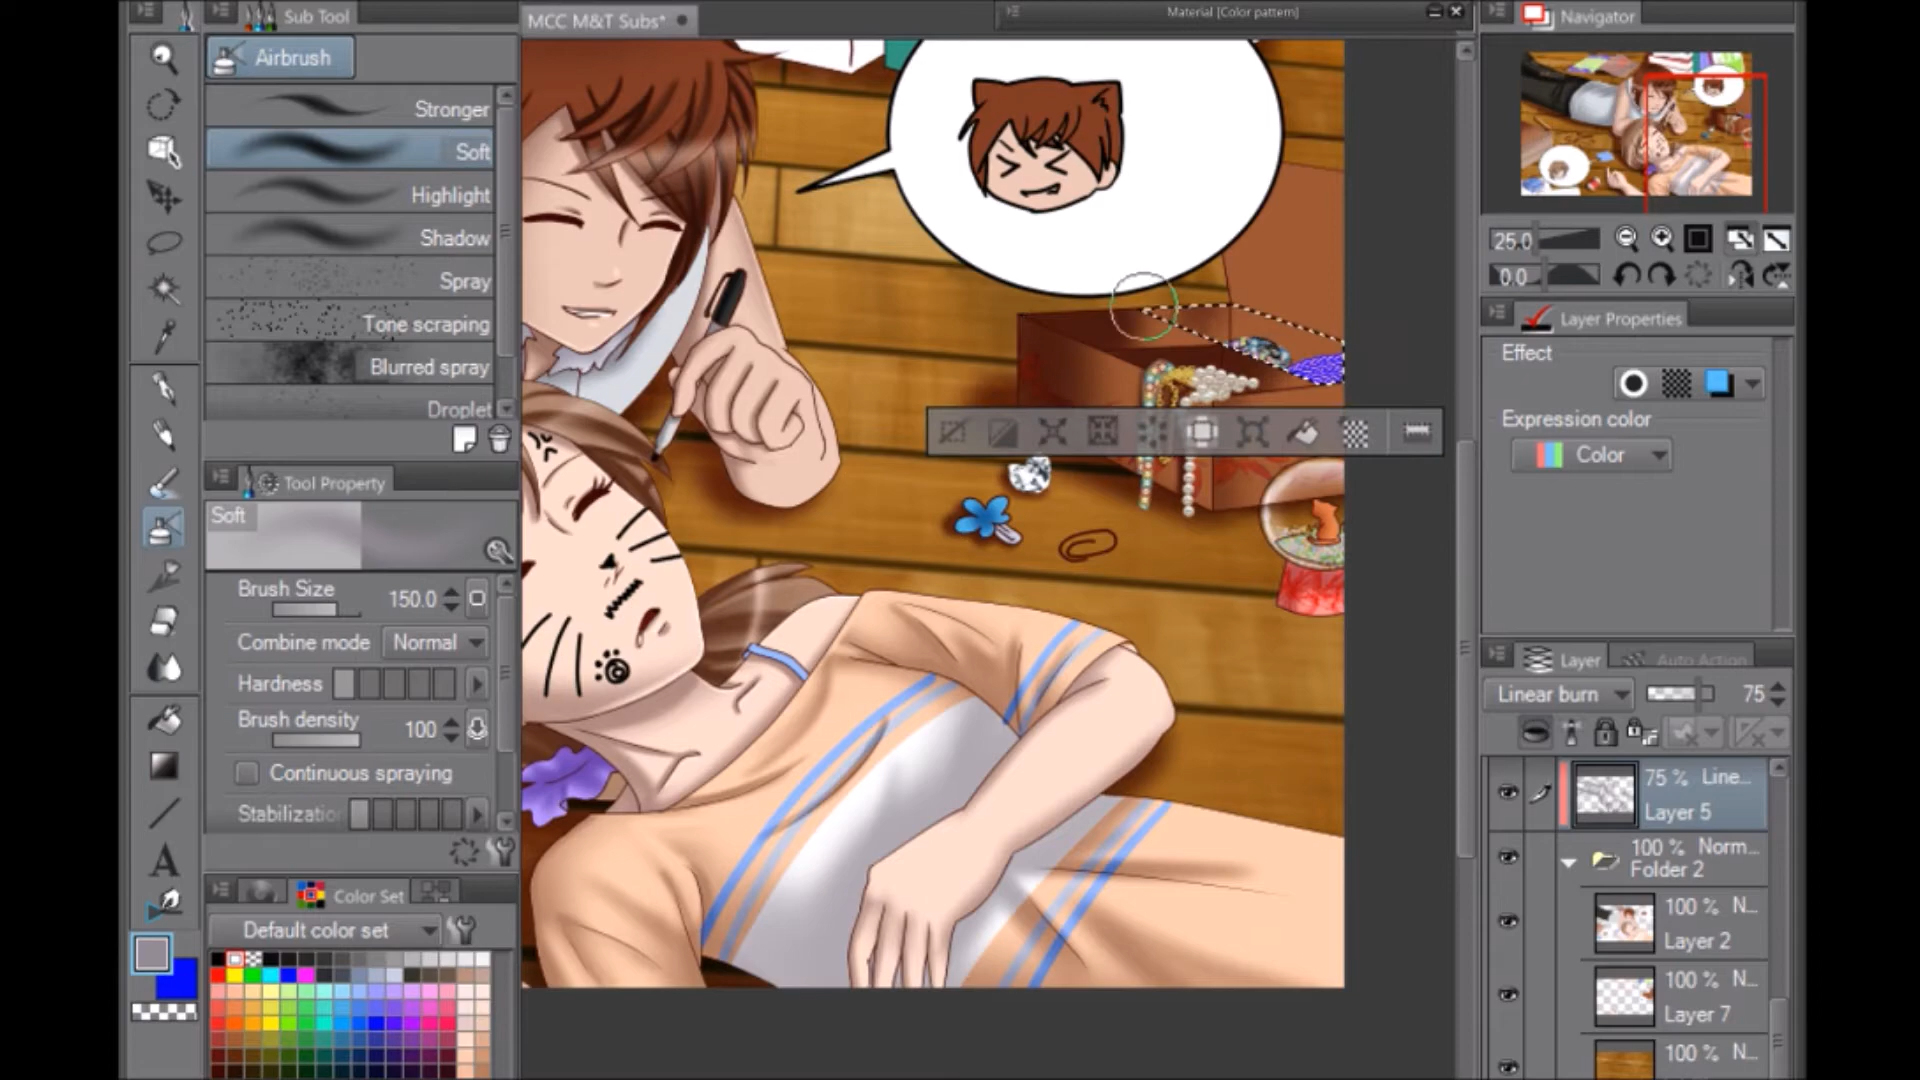 Sub Tool
MCC M&T Subs*
Material [Color pattern]
Navigator
Airbrush
Stronger
Soft
Highlight
Shadow
Spray
Tone scraping
Blurred spray
Droplet
25.0
0.0
Layer Properties
Effect
Expression color
Color
Tool Property
Soft
Brush Size
150.0
Combine mode
Normal
Hardness
Brush density
100
Continuous spraying
Stabilization
Color Set
Default color set
Layer
Auto Action
Linear burn
75
75 % Line...
Layer 5
100 % Norm...
Folder 2
100 % N...
Layer 2
100 % N...
Layer 7
100 % N...
A